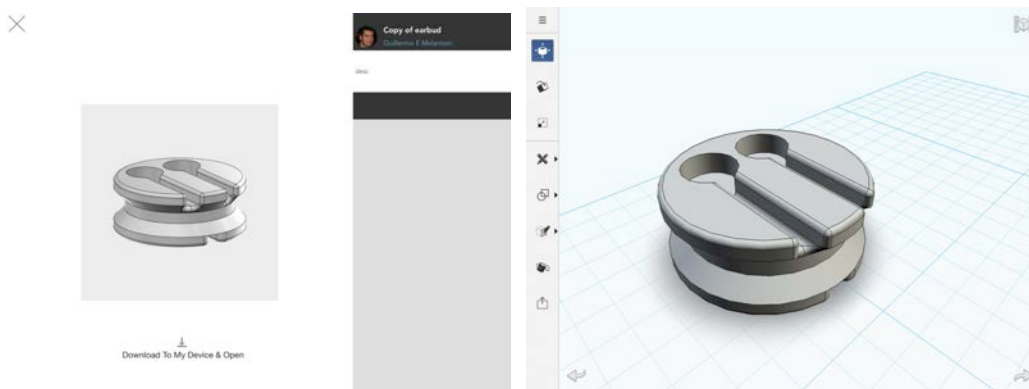 Copy of earbud
Guillermo E Melantoni
desc
Download To My Device & Open